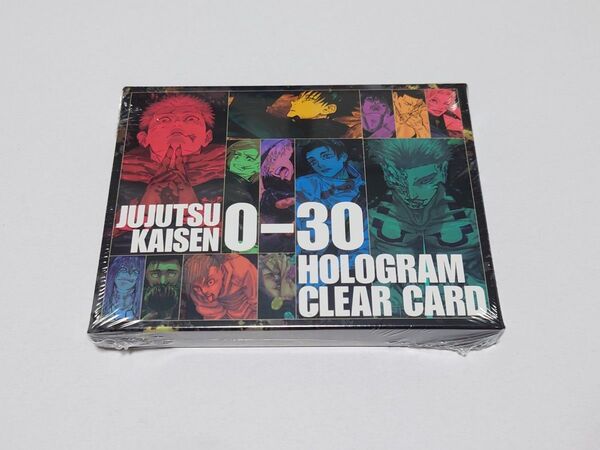 JUJUTSU
KAISEN 0-30
HOLOGRAM
CLEAR CARD